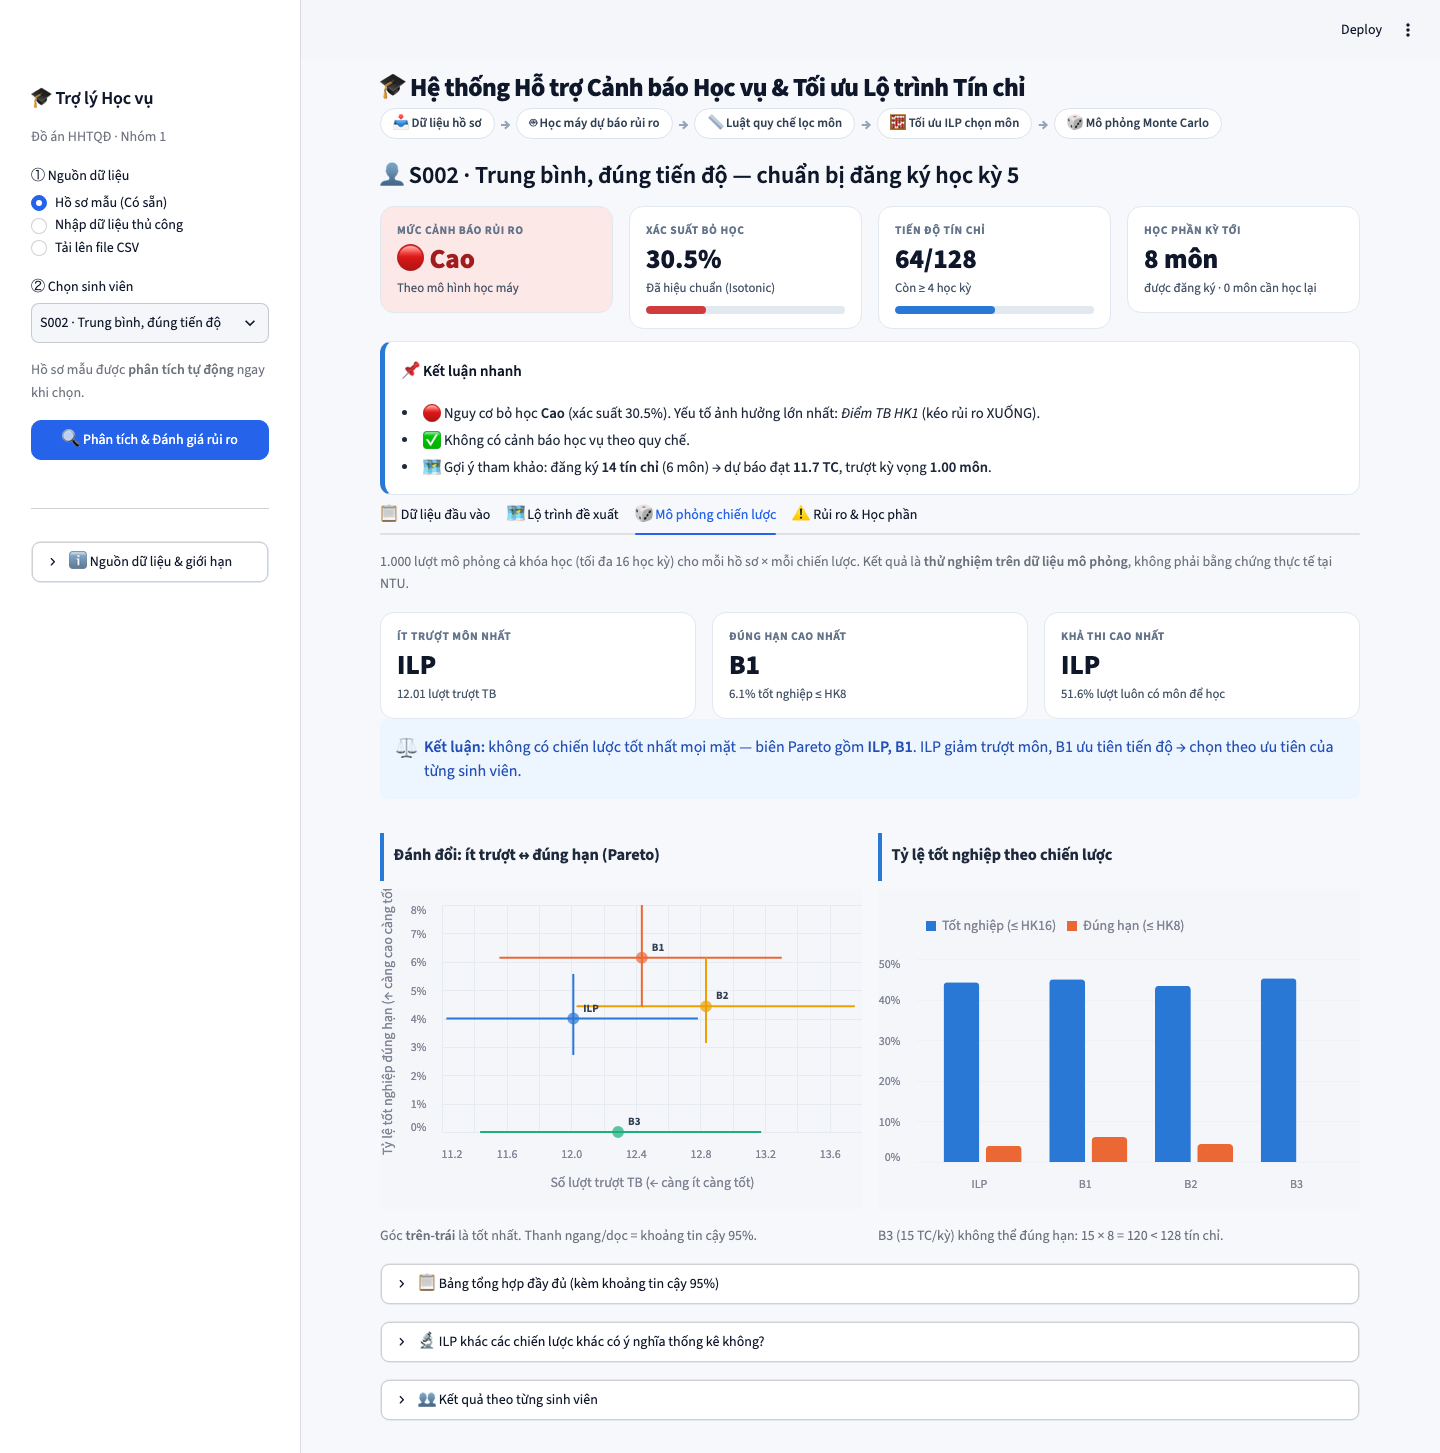 Deploy
🎓 Trợ lý Học vụ
Đồ án HHTQĐ · Nhóm 1
① Nguồn dữ liệu
Hồ sơ mẫu (Có sẵn)
Nhập dữ liệu thủ công
Tải lên file CSV
② Chọn sinh viên
S002 · Trung bình, đúng tiến độ
Hồ sơ mẫu được phân tích tự động ngay
khi chọn.
🔍 Phân tích & Đánh giá rủi ro
ℹ️ Nguồn dữ liệu & giới hạn
🎓 Hệ thống Hỗ trợ Cảnh báo Học vụ & Tối ưu Lộ trình Tín chỉ
Dữ liệu hồ sơ → Học máy dự báo rủi ro → Luật quy chế lọc môn → Tối ưu ILP chọn môn → Mô phỏng Monte Carlo
👤 S002 · Trung bình, đúng tiến độ — chuẩn bị đăng ký học kỳ 5
MỨC CẢNH BÁO RỦI RO
🔴 Cao
Theo mô hình học máy
XÁC SUẤT BỎ HỌC
30.5%
Đã hiệu chuẩn (Isotonic)
TIẾN ĐỘ TÍN CHỈ
64/128
Còn ≥ 4 học kỳ
HỌC PHẦN KỲ TỚI
8 môn
được đăng ký · 0 môn cần học lại
📌 Kết luận nhanh
• 🔴 Nguy cơ bỏ học Cao (xác suất 30.5%). Yếu tố ảnh hưởng lớn nhất: Điểm TB HK1 (kéo rủi ro XUỐNG).
• ✅ Không có cảnh báo học vụ theo quy chế.
• 🗺️ Gợi ý tham khảo: đăng ký 14 tín chỉ (6 môn) → dự báo đạt 11.7 TC, trượt kỳ vọng 1.00 môn.
📋 Dữ liệu đầu vào 🗺️ Lộ trình đề xuất 🎲 Mô phỏng chiến lược ⚠️ Rủi ro & Học phần
1.000 lượt mô phỏng cả khóa học (tối đa 16 học kỳ) cho mỗi hồ sơ × mỗi chiến lược. Kết quả là thử nghiệm trên dữ liệu mô phỏng, không phải bằng chứng thực tế tại
NTU.
ÍT TRƯỢT MÔN NHẤT
ILP
12.01 lượt trượt TB
ĐÚNG HẠN CAO NHẤT
B1
6.1% tốt nghiệp ≤ HK8
KHẢ THI CAO NHẤT
ILP
51.6% lượt luôn có môn để học
⚖️ Kết luận: không có chiến lược tốt nhất mọi mặt — biên Pareto gồm ILP, B1. ILP giảm trượt môn, B1 ưu tiên tiến độ → chọn theo ưu tiên của
từng sinh viên.
Đánh đổi: ít trượt ↔ đúng hạn (Pareto)
Tỷ lệ tốt nghiệp đúng hạn (↑ càng cao càng tốt
8%
7%
6%
5%
4%
3%
2%
1%
0%
B1
B2
ILP
B3
11.2 11.6 12.0 12.4 12.8 13.2 13.6
Số lượt trượt TB (← càng ít càng tốt)
Góc trên-trái là tốt nhất. Thanh ngang/dọc = khoảng tin cậy 95%.
Tỷ lệ tốt nghiệp theo chiến lược
Tốt nghiệp (≤ HK16) Đúng hạn (≤ HK8)
50%
40%
30%
20%
10%
0%
ILP B1 B2 B3
B3 (15 TC/kỳ) không thể đúng hạn: 15 × 8 = 120 < 128 tín chỉ.
📋 Bảng tổng hợp đầy đủ (kèm khoảng tin cậy 95%)
🔬 ILP khác các chiến lược khác có ý nghĩa thống kê không?
👥 Kết quả theo từng sinh viên